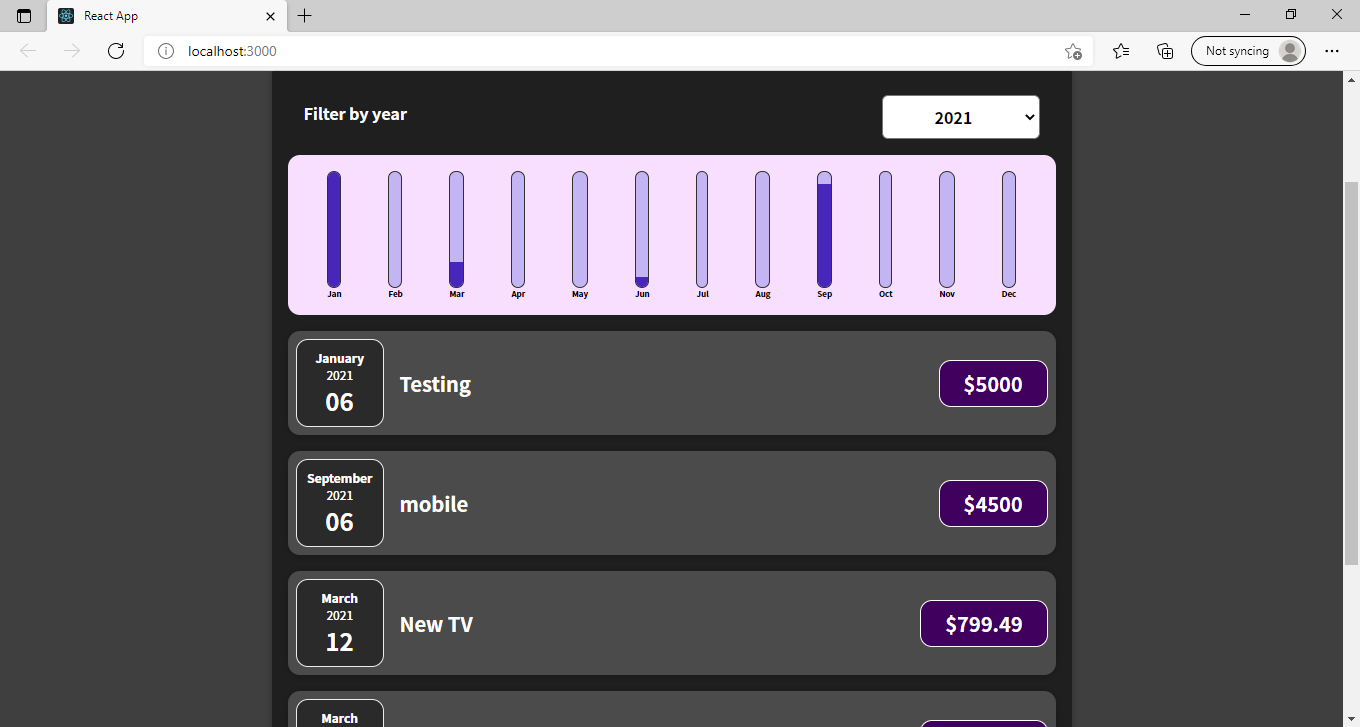 React App
localhost:3000
Not syncing
Filter by year
2021
Jan Feb Mar Apr May Jun Jul Aug Sep Oct Nov Dec
January
2021
06
Testing
$5000
September
2021
06
mobile
$4500
March
2021
12
New TV
$799.49
March